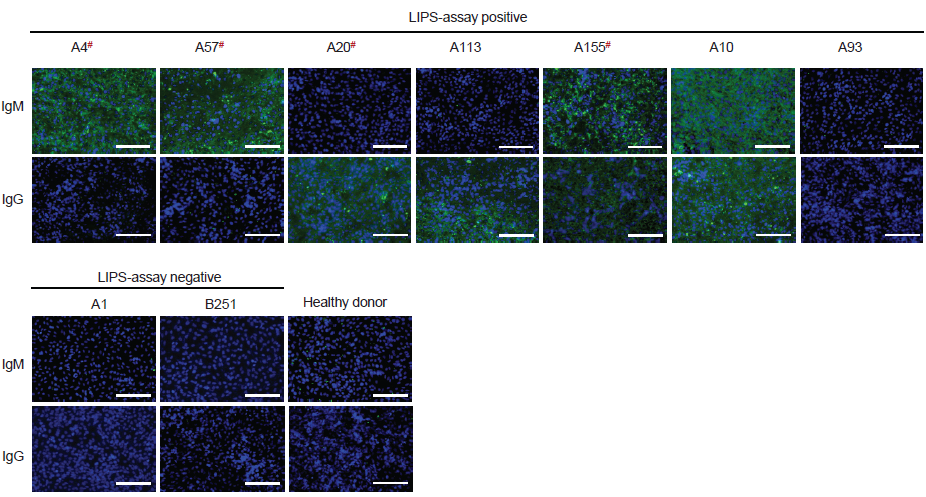 LIPS-assay positive
A4# A57# A20# A113 A155# A10 A93
IgM
IgG
LIPS-assay negative
A1 B251 Healthy donor
IgM
IgG